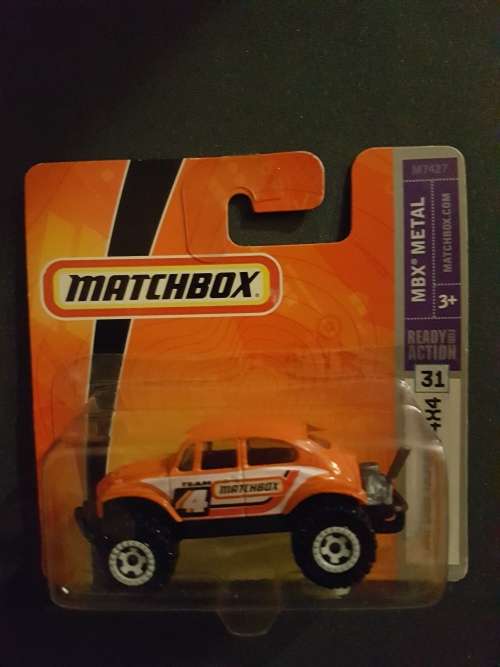 MATCHBOX
M7427
MBX® METAL
MATCHBOX.COM
3+
READY FOR ACTION
31
4X4
TEAM
4
MATCHBOX